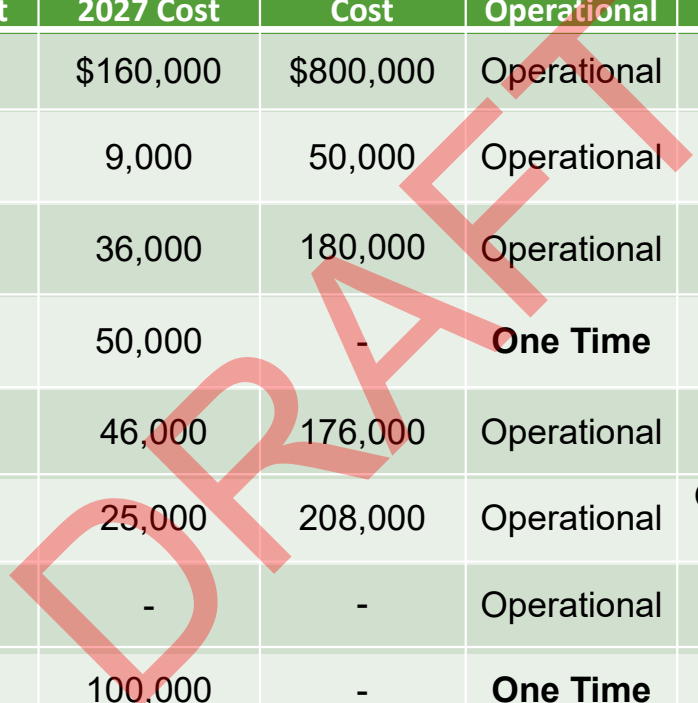 t 2027 Cost Cost Operational
$160,000 $800,000 Operational
9,000 50,000 Operational
36,000 180,000 Operational
50,000 - One Time
46,000 176,000 Operational
25,000 208,000 Operational
- - Operational
100,000 - One Time
DRAFT